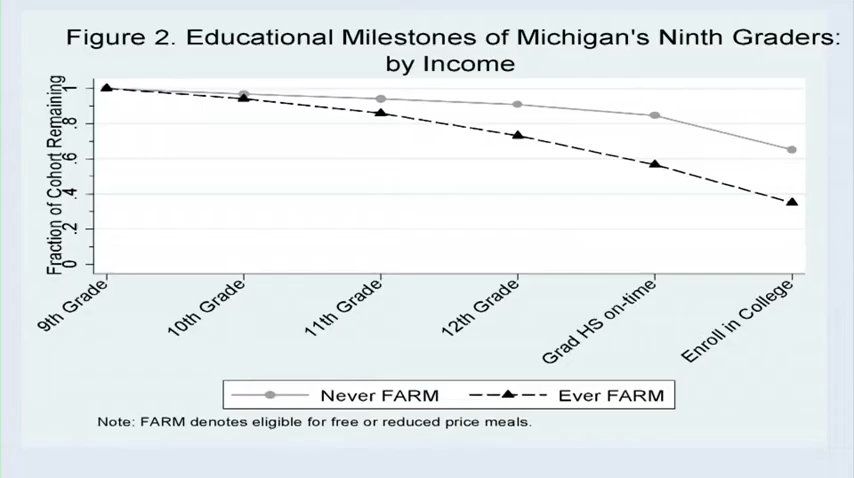 Figure 2. Educational Milestones of Michigan's Ninth Graders:
by Income
Fraction of Cohort Remaining
1
.8
.6
.4
.2
0
9th Grade
10th Grade
11th Grade
12th Grade
Grad HS on-time
Enroll in College
Never FARM
Ever FARM
Note: FARM denotes eligible for free or reduced price meals.